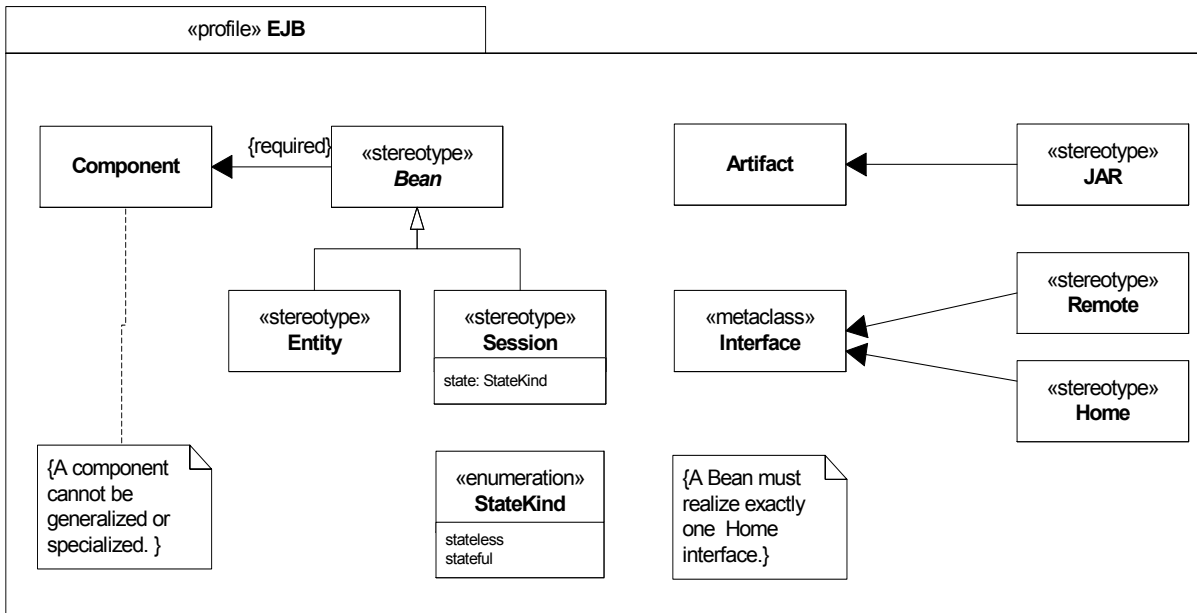 «profile» EJB
Component
{required}
«stereotype»
Bean
Artifact
«stereotype»
JAR
«stereotype»
Entity
«stereotype»
Session
state: StateKind
«metaclass»
Interface
«stereotype»
Remote
«stereotype»
Home
{A component
cannot be
generalized or
specialized. }
«enumeration»
StateKind
stateless
stateful
{A Bean must
realize exactly
one Home
interface.}